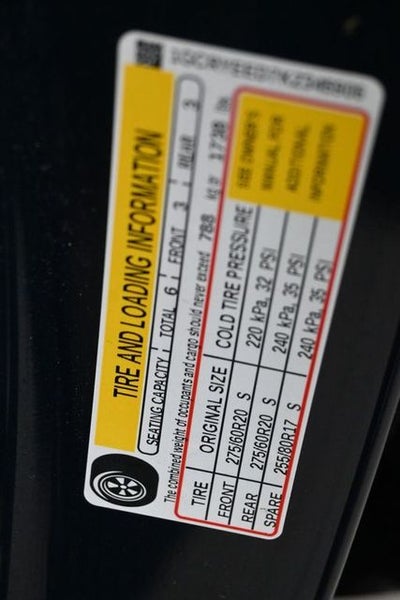 TIRE AND LOADING INFORMATION
SEATING CAPACITY TOTAL 6 FRONT 3 REAR 3
The combined weight of occupants and cargo should never exceed 788 kg or 1738 lb
TIRE ORIGINAL SIZE COLD TIRE PRESSURE SEE OWNER'S
FRONT 275/60R20 S 220 kPa, 32 PSI MANUAL FOR
REAR 275/60R20 S 240 kPa, 35 PSI ADDITIONAL
SPARE 255/80R17 S 240 kPa, 35 PSI INFORMATION